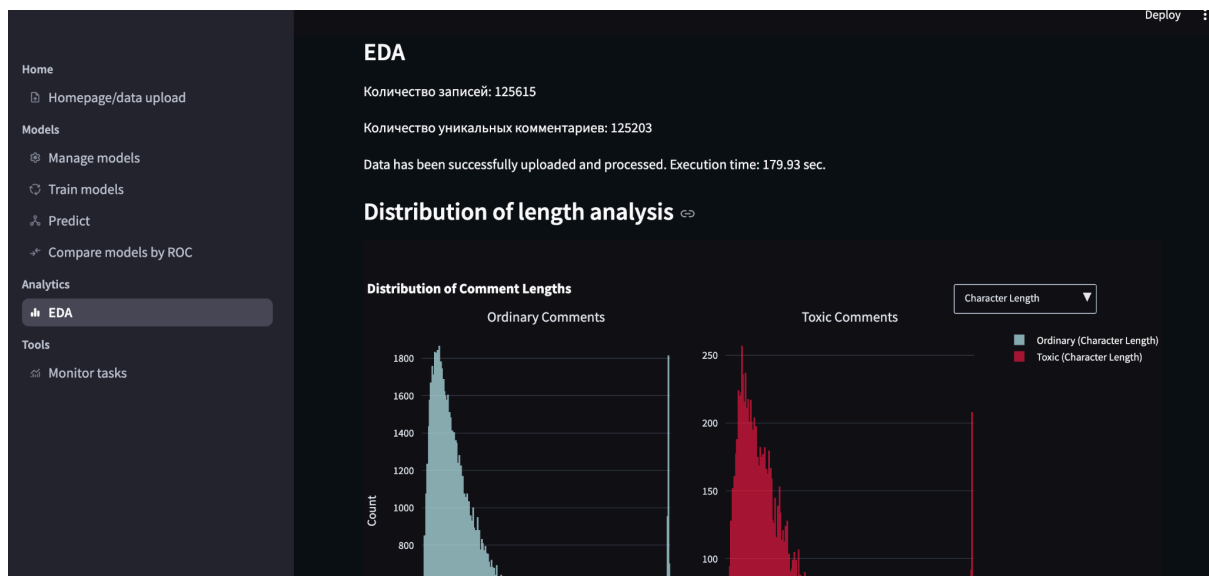 Deploy
Home
Homepage/data upload
Models
Manage models
Train models
Predict
Compare models by ROC
Analytics
EDA
Tools
Monitor tasks
EDA
Количество записей: 125615
Количество уникальных комментариев: 125203
Data has been successfully uploaded and processed. Execution time: 179.93 sec.
Distribution of length analysis
Distribution of Comment Lengths
Character Length
Ordinary Comments
Toxic Comments
Ordinary (Character Length)
Toxic (Character Length)
Count
1800
1600
1400
1200
1000
800
250
200
150
100